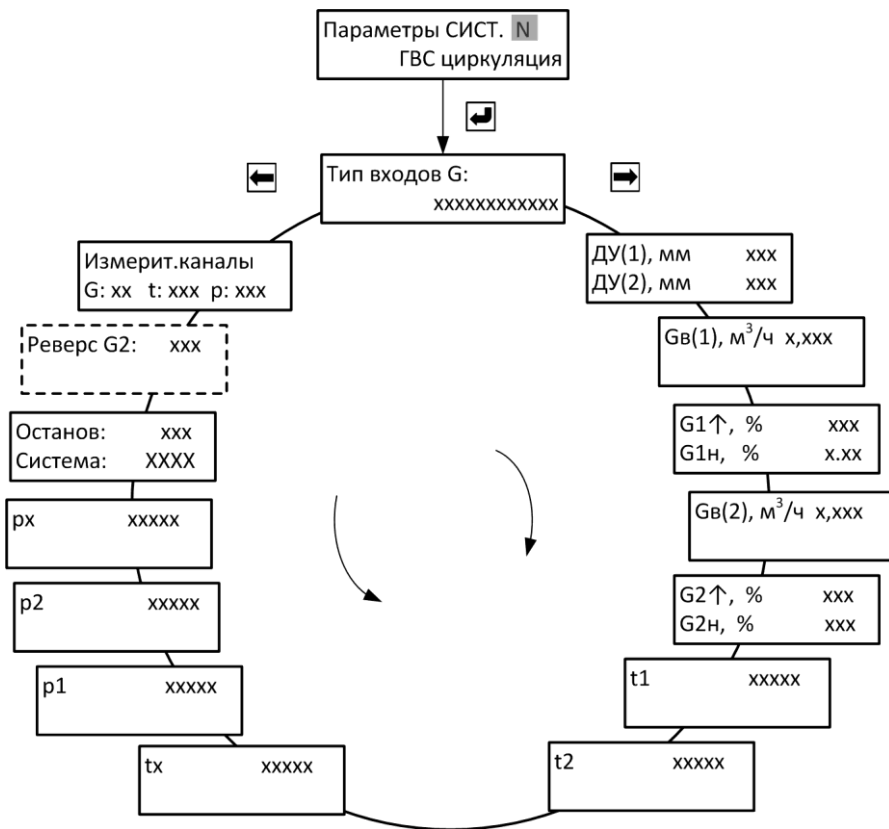 Параметры СИСТ. N
ГВС циркуляция
Тип входов G:
xxxxxxxxxxxx
ДУ(1), мм xxx
ДУ(2), мм xxx
Gв(1), м³/ч x,xxx
G1↑, % xxx
G1н, % x.xx
Gв(2), м³/ч x,xxx
G2↑, % xxx
G2н, % xxx
t1 xxxxx
t2 xxxxx
tx xxxxx
p1 xxxxx
p2 xxxxx
px xxxxx
Останов: xxx
Система: XXXX
Реверс G2: xxx
Измерит.каналы
G: xx t: xxx p: xxx